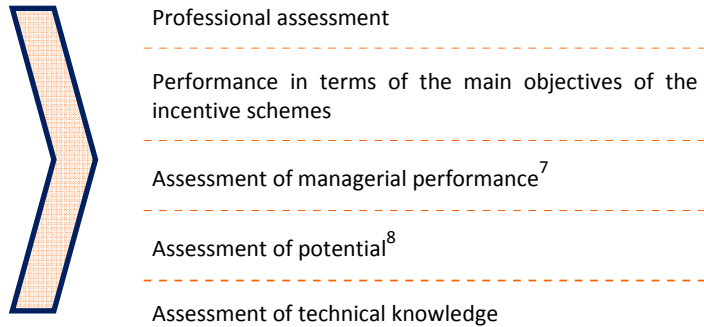 Professional assessment
Performance in terms of the main objectives of the
incentive schemes
Assessment of managerial performance7
Assessment of potential8
Assessment of technical knowledge